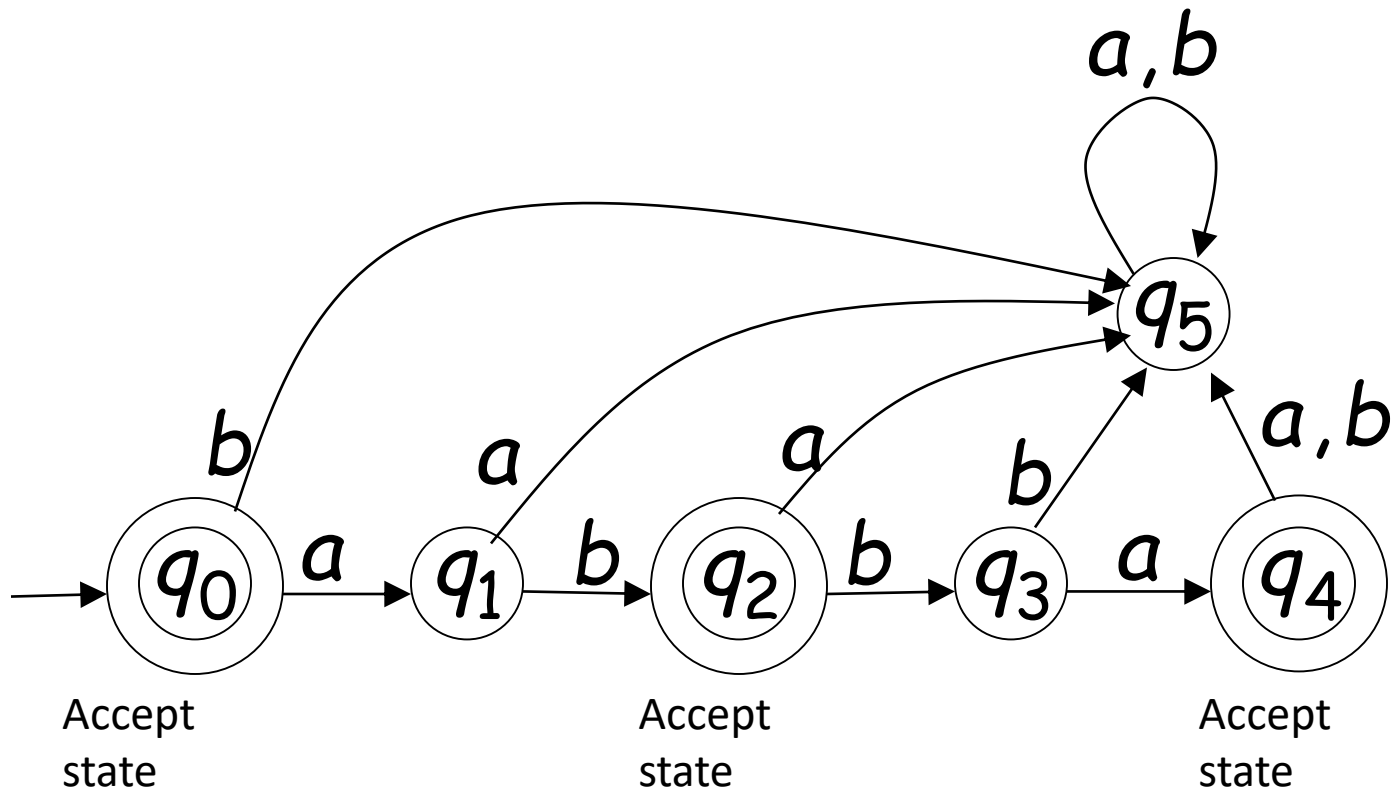 a,b
q5
b
a
a
b
a,b
q0
a
q1
b
q2
b
q3
a
q4
Accept
state
Accept
state
Accept
state